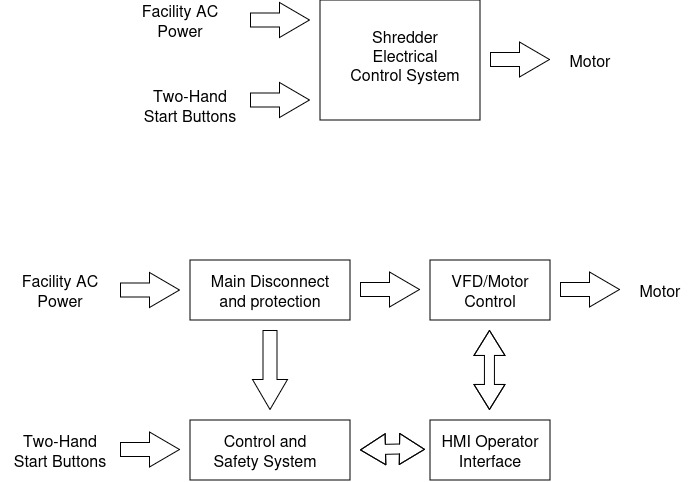 Facility AC
Power
Shredder
Electrical
Control System
Motor
Two-Hand
Start Buttons
Facility AC
Power
Main Disconnect
and protection
VFD/Motor
Control
Motor
Two-Hand
Start Buttons
Control and
Safety System
HMI Operator
Interface